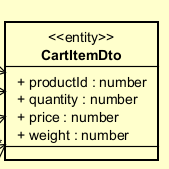 <<entity>>
CartItemDto
+ productId : number
+ quantity : number
+ price : number
+ weight : number